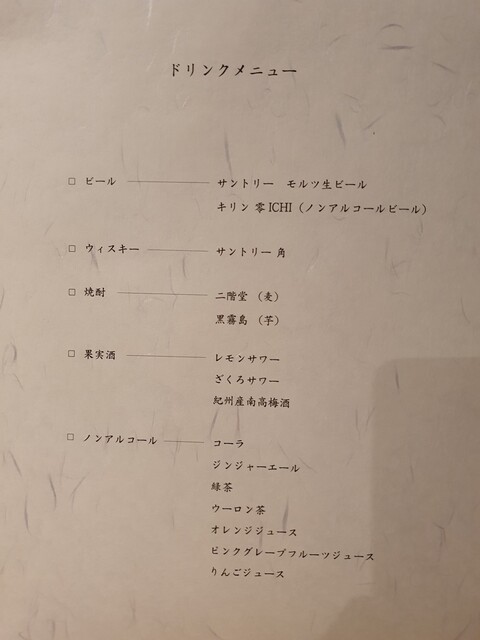 ドリンクメニュー
□ ビール ――― サントリー　モルツ生ビール
キリン 零ICHI（ノンアルコールビール）
□ ウィスキー ――― サントリー 角
□ 焼酎 ――― 二階堂 （麦）
黒霧島 （芋）
□ 果実酒 ――― レモンサワー
ざくろサワー
紀州産南高梅酒
□ ノンアルコール ――― コーラ
ジンジャーエール
緑茶
ウーロン茶
オレンジジュース
ピンクグレープフルーツジュース
りんごジュース